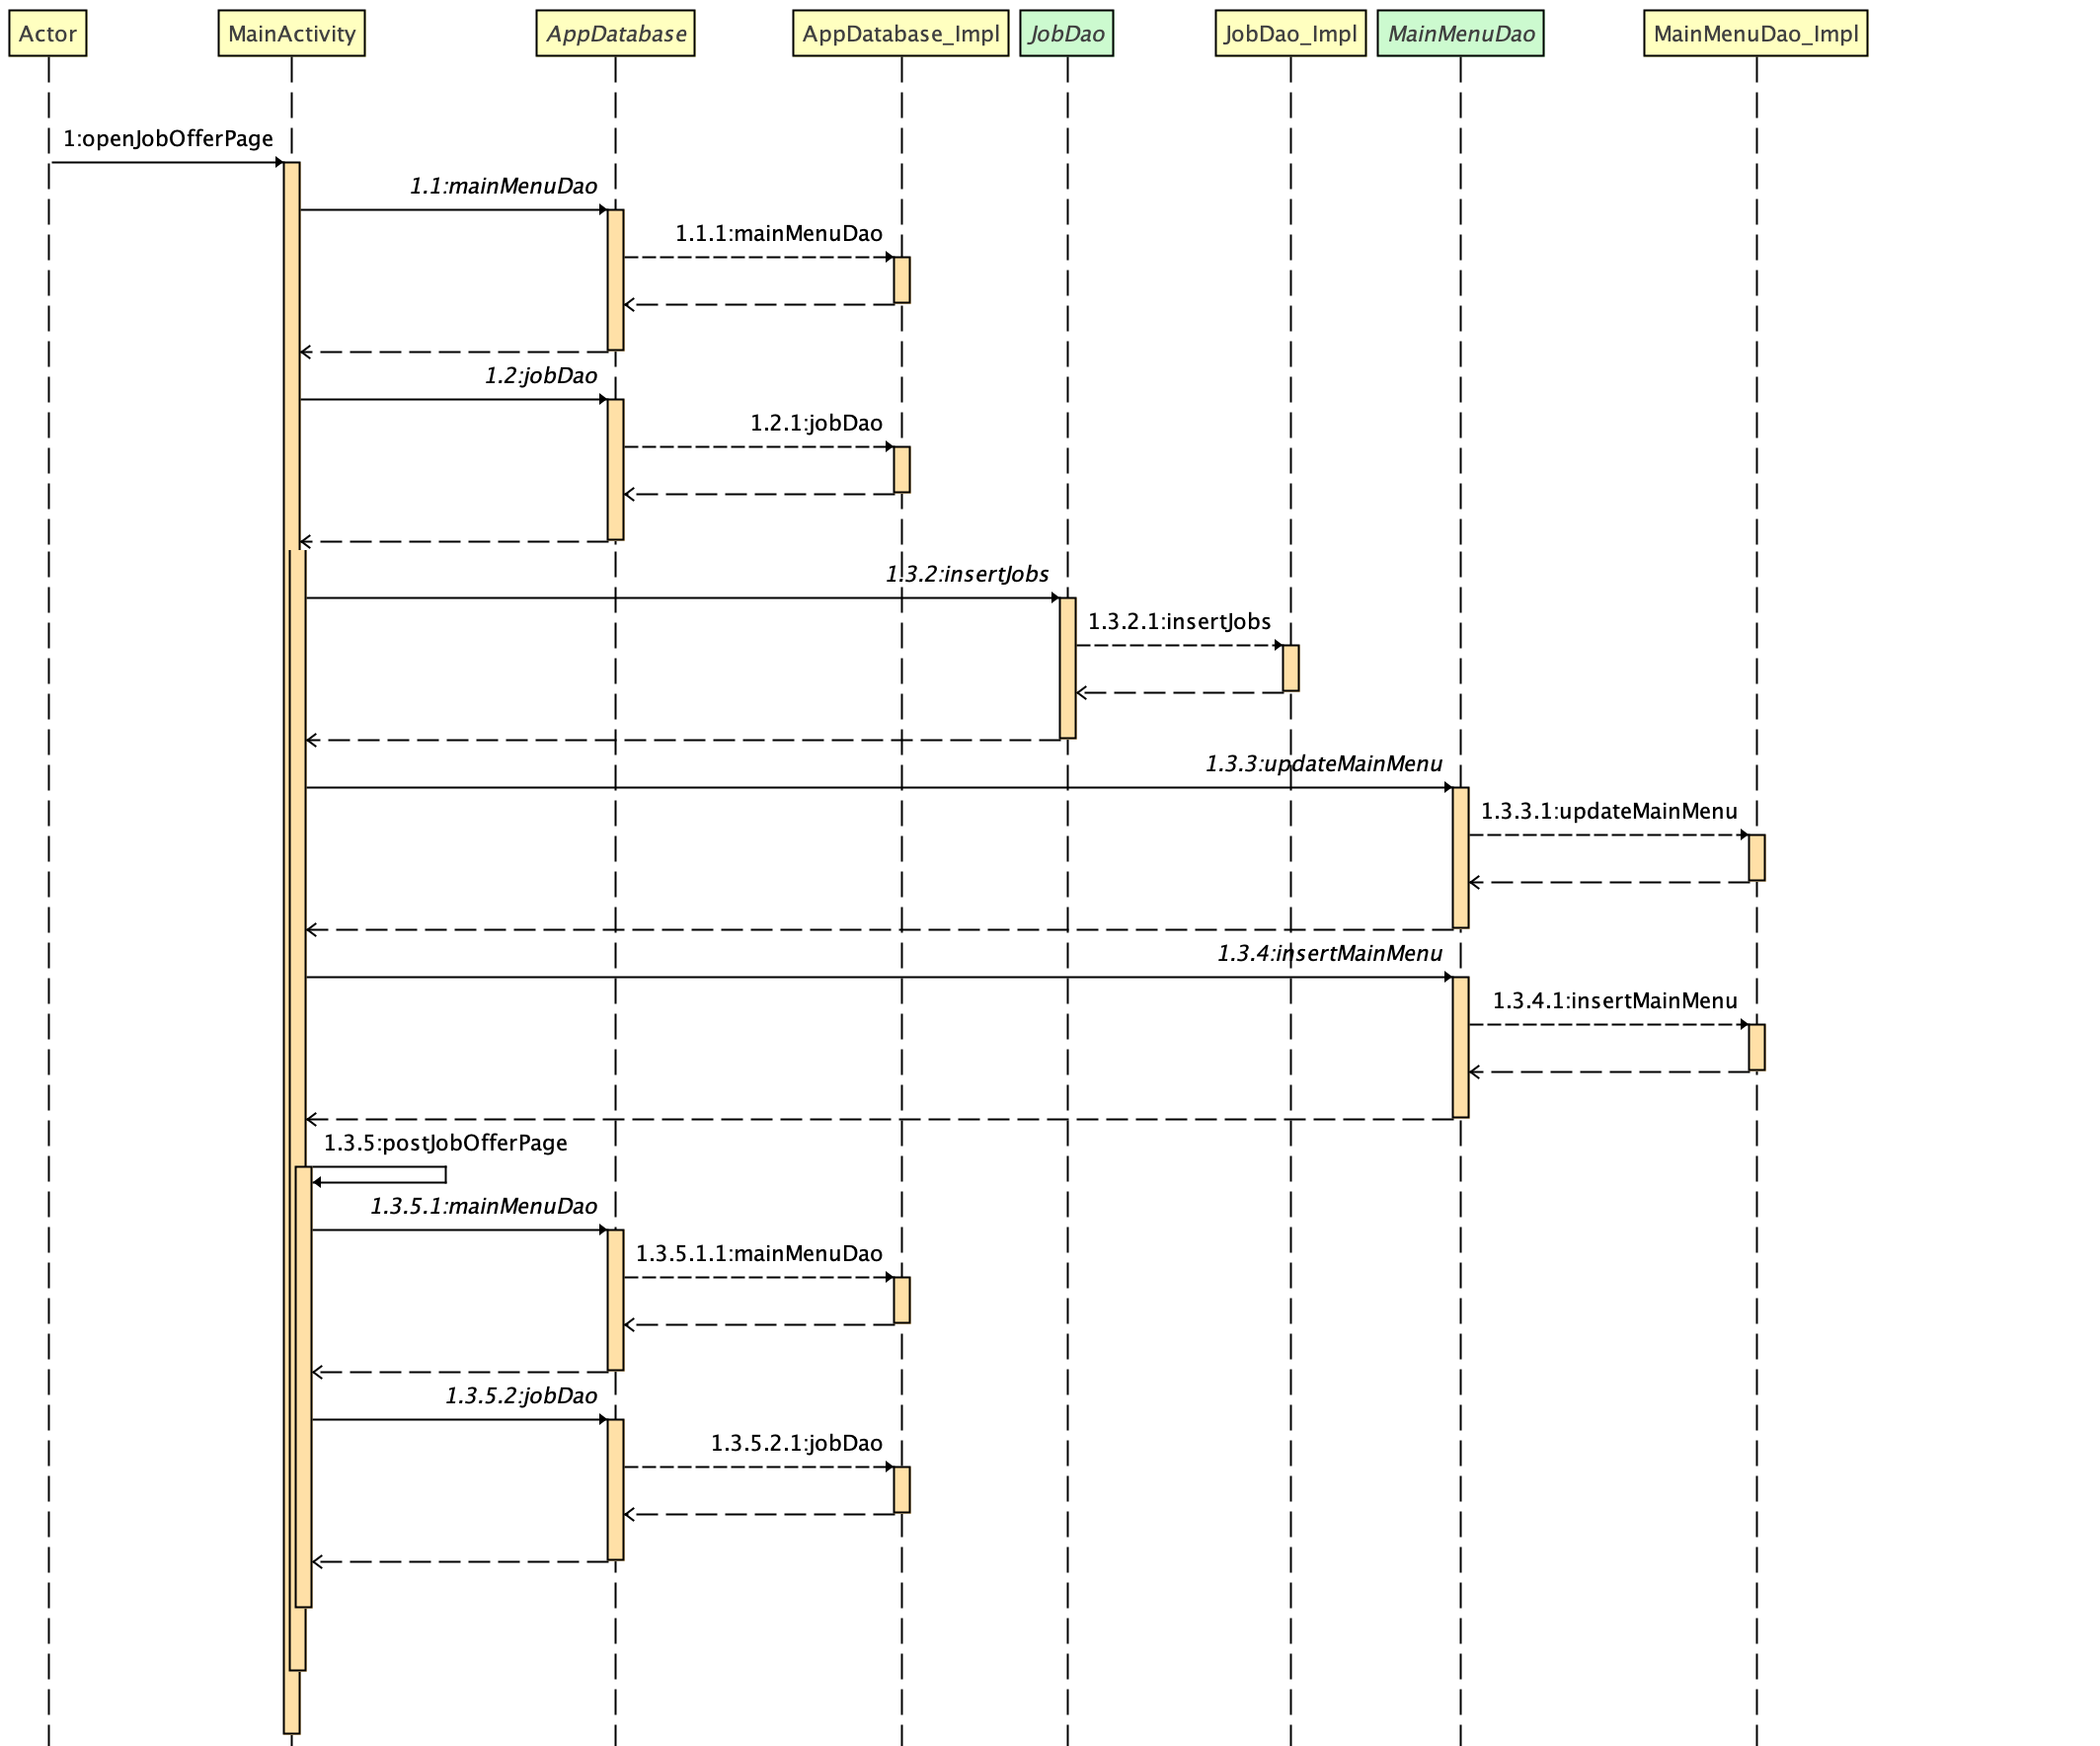 Actor
MainActivity
AppDatabase
AppDatabase_Impl
JobDao
JobDao_Impl
MainMenuDao
MainMenuDao_Impl
1:openJobOfferPage
1.1:mainMenuDao
1.1.1:mainMenuDao
1.2:jobDao
1.2.1:jobDao
1.3.2:insertJobs
1.3.2.1:insertJobs
1.3.3:updateMainMenu
1.3.3.1:updateMainMenu
1.3.4:insertMainMenu
1.3.4.1:insertMainMenu
1.3.5:postJobOfferPage
1.3.5.1:mainMenuDao
1.3.5.1.1:mainMenuDao
1.3.5.2:jobDao
1.3.5.2.1:jobDao